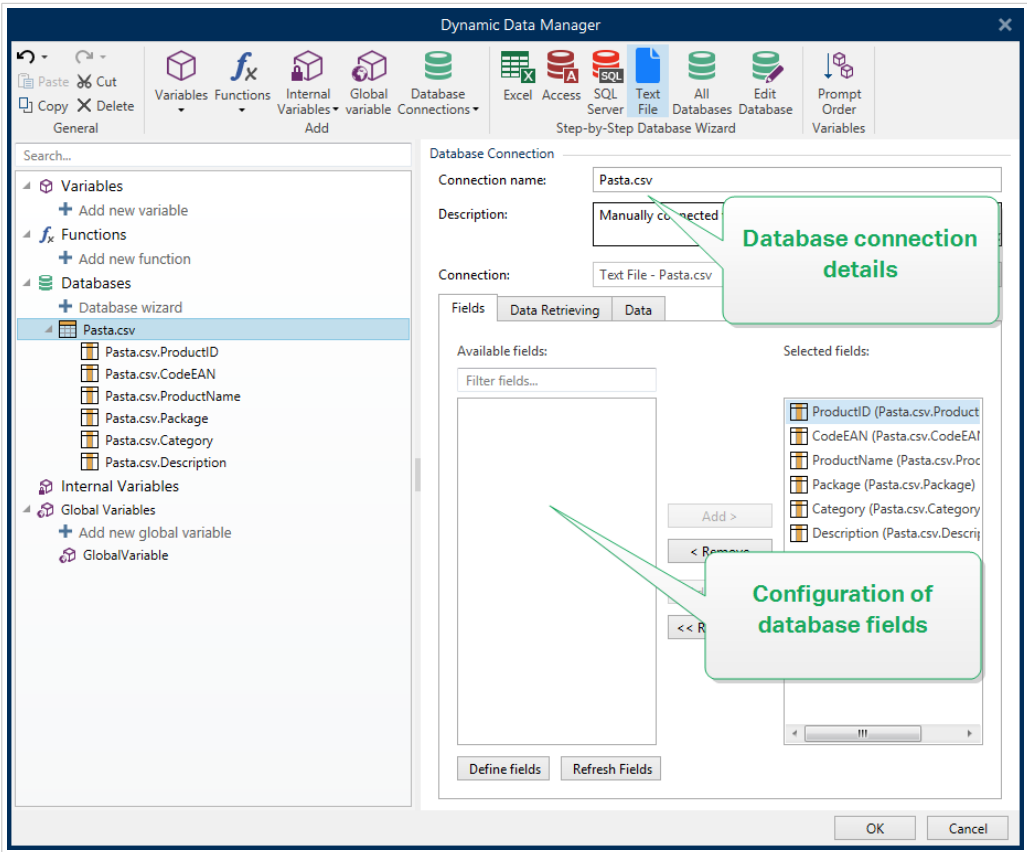 Dynamic Data Manager
Paste Cut
Copy Delete
General
Variables Functions Internal Variables Global variable Database Connections
Add
Excel Access SQL Server Text File All Databases Edit Database
Step-by-Step Database Wizard
Prompt Order
Variables
Search...
Variables
Add new variable
Functions
Add new function
Databases
Database wizard
Pasta.csv
Pasta.csv.ProductID
Pasta.csv.CodeEAN
Pasta.csv.ProductName
Pasta.csv.Package
Pasta.csv.Category
Pasta.csv.Description
Internal Variables
Global Variables
Add new global variable
GlobalVariable
Database Connection
Connection name: Pasta.csv
Description: Manually connected
Connection: Text File - Pasta.csv
Database connection
details
Fields Data Retrieving Data
Available fields:
Filter fields...
Selected fields:
ProductID (Pasta.csv.Product
CodeEAN (Pasta.csv.CodeEAN
ProductName (Pasta.csv.Proc
Package (Pasta.csv.Package)
Category (Pasta.csv.Category
Description (Pasta.csv.Descrip
Add >
< Remove
<< R
Configuration of
database fields
Define fields Refresh Fields
OK Cancel